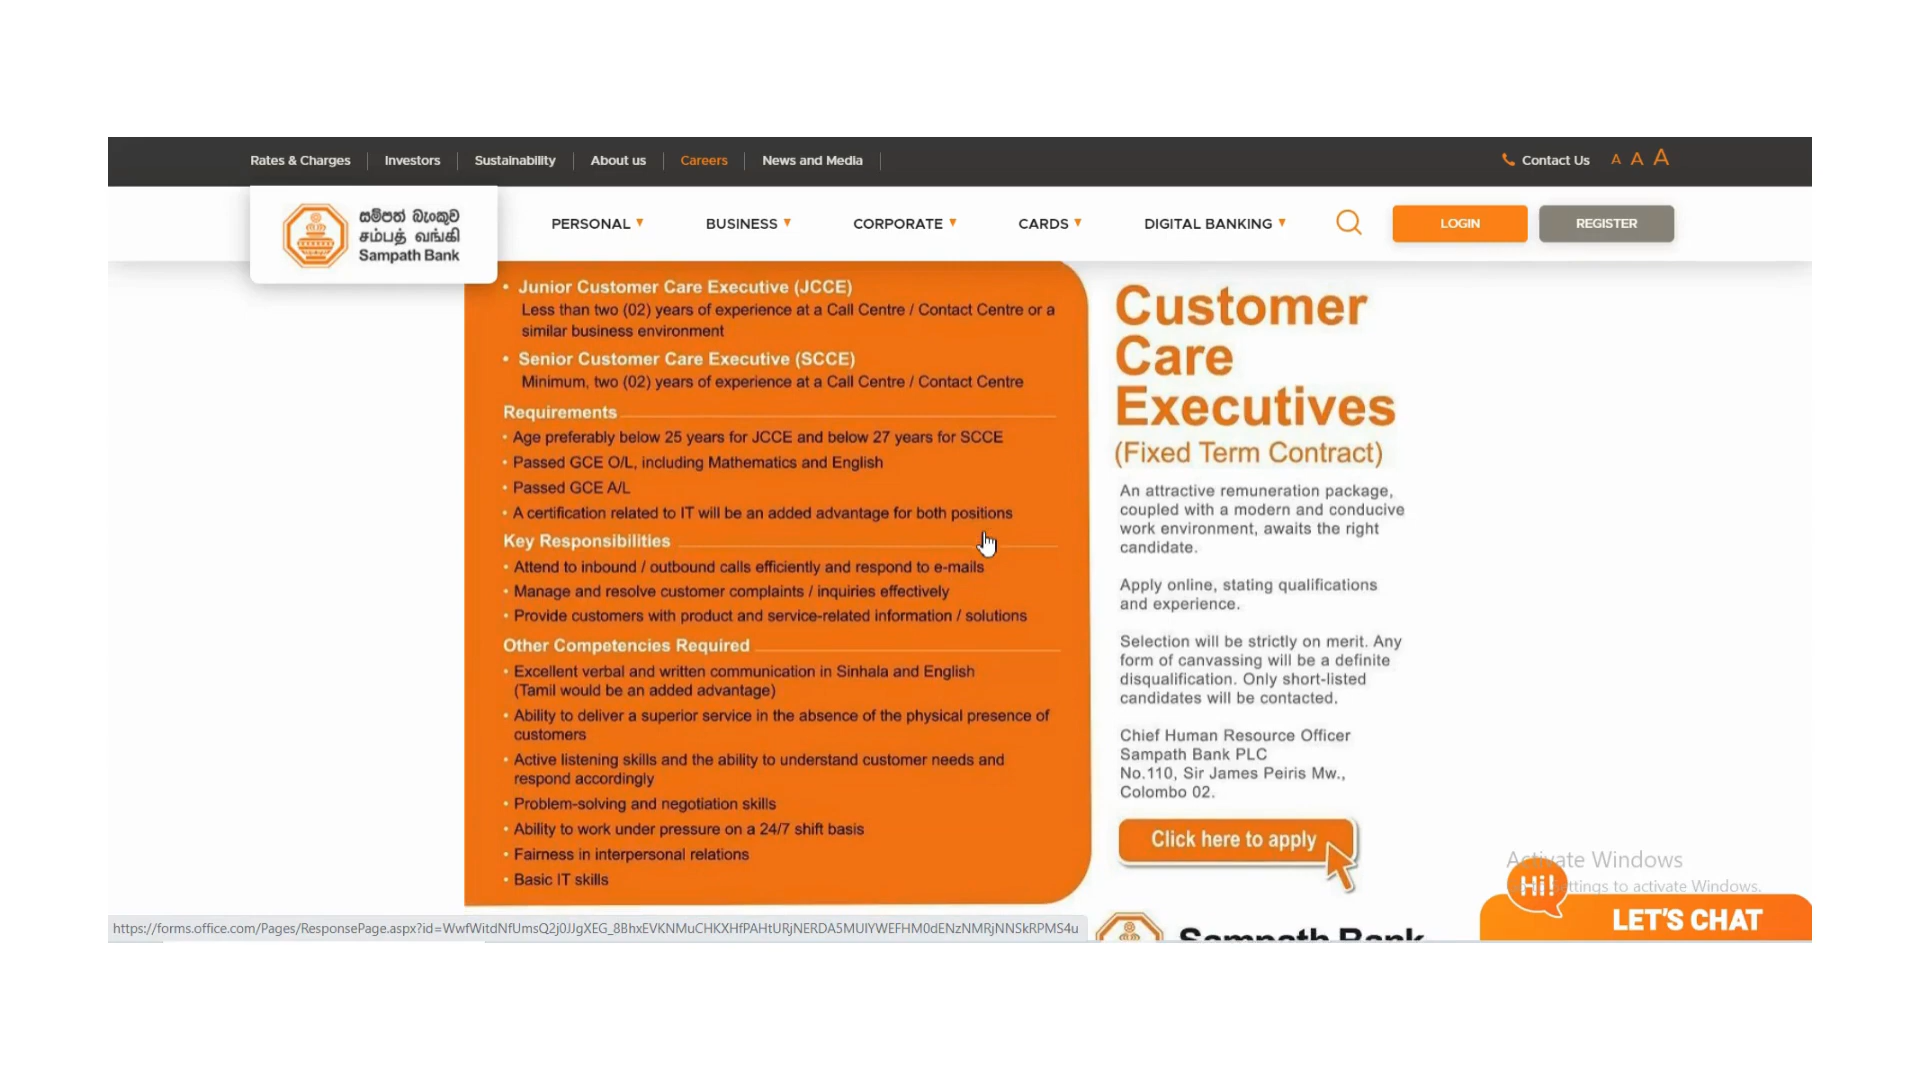 Rates & Charges
Investors
Sustainability
About us
Careers
News and Media
Contact Us
A A A
සම්පත් බැංකුව
சம்பத் வங்கி
Sampath Bank
PERSONAL
BUSINESS
CORPORATE
CARDS
DIGITAL BANKING
LOGIN
REGISTER
• Junior Customer Care Executive (JCCE)
Less than two (02) years of experience at a Call Centre / Contact Centre or a
similar business environment
• Senior Customer Care Executive (SCCE)
Minimum, two (02) years of experience at a Call Centre / Contact Centre
Requirements
• Age preferably below 25 years for JCCE and below 27 years for SCCE
• Passed GCE O/L, including Mathematics and English
• Passed GCE A/L
• A certification related to IT will be an added advantage for both positions
Key Responsibilities
• Attend to inbound / outbound calls efficiently and respond to e-mails
• Manage and resolve customer complaints / inquiries effectively
• Provide customers with product and service-related information / solutions
Other Competencies Required
• Excellent verbal and written communication in Sinhala and English
(Tamil would be an added advantage)
• Ability to deliver a superior service in the absence of the physical presence of
customers
• Active listening skills and the ability to understand customer needs and
respond accordingly
• Problem-solving and negotiation skills
• Ability to work under pressure on a 24/7 shift basis
• Fairness in interpersonal relations
• Basic IT skills
Customer
Care
Executives
(Fixed Term Contract)
An attractive remuneration package,
coupled with a modern and conducive
work environment, awaits the right
candidate.
Apply online, stating qualifications
and experience.
Selection will be strictly on merit. Any
form of canvassing will be a definite
disqualification. Only short-listed
candidates will be contacted.
Chief Human Resource Officer
Sampath Bank PLC
No.110, Sir James Peiris Mw.,
Colombo 02.
Click here to apply
Sampath Bank
Activate Windows
settings to activate Windows.
Hi!
LET'S CHAT